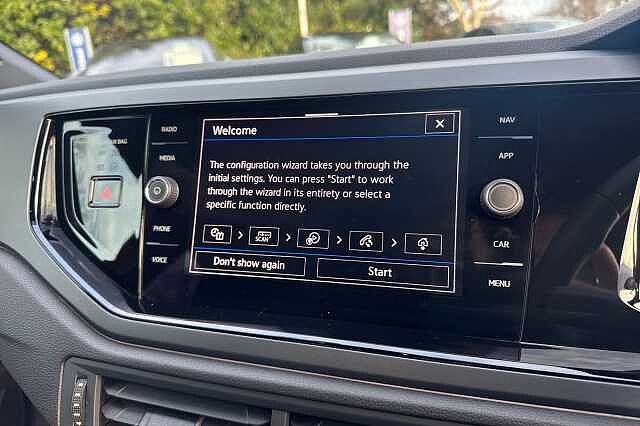 AIR BAG
RADIO
MEDIA
PHONE
VOICE
Welcome
The configuration wizard takes you through the
initial settings. You can press "Start" to work
through the wizard in its entirety or select a
specific function directly.
SCAN
Don't show again
Start
NAV
APP
CAR
MENU